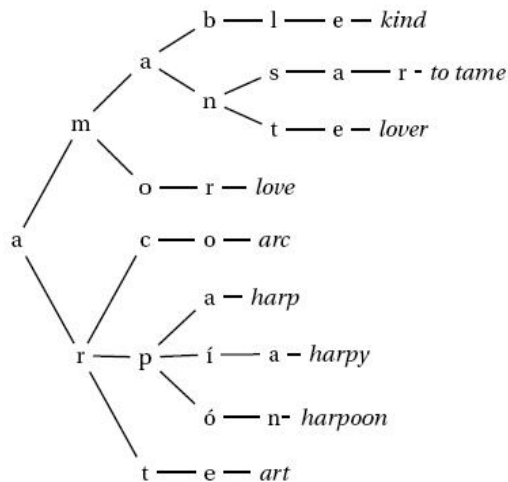 b l e kind
a
s a r to tame
n
m
t e lover
o r love
a c o arc
a harp
r p í a harpy
ó n harpoon
t e art